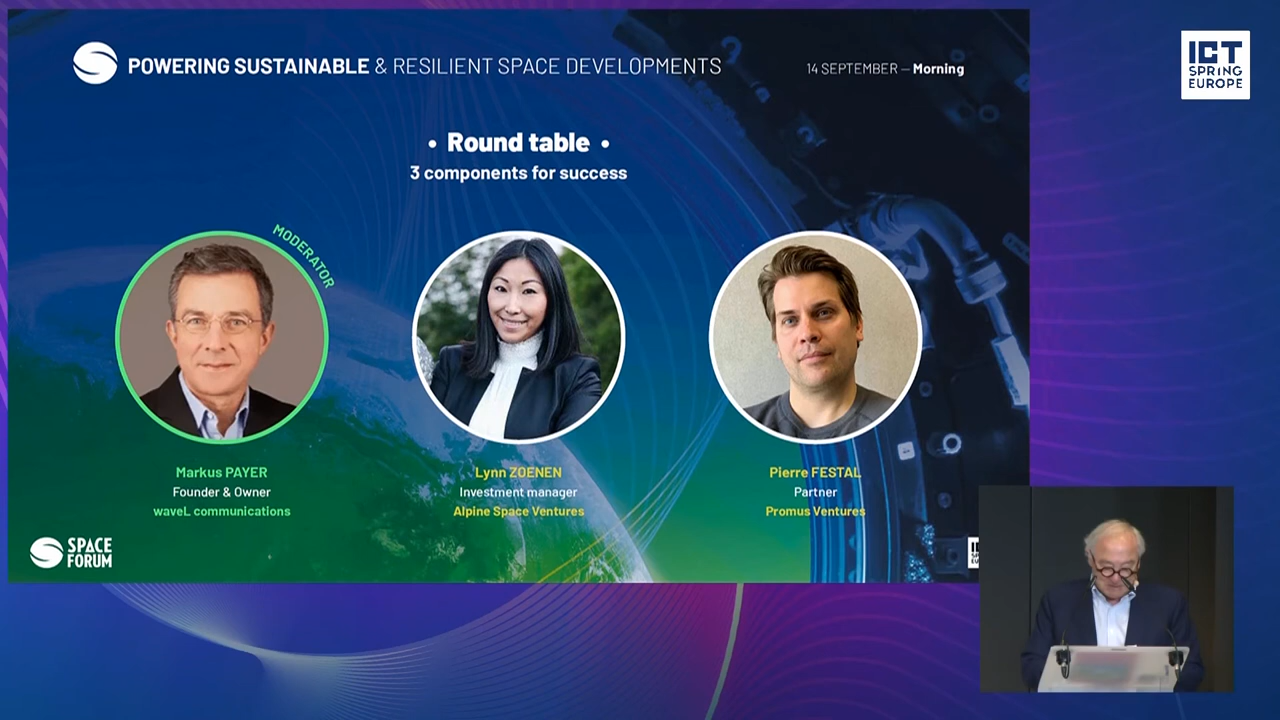 POWERING SUSTAINABLE & RESILIENT SPACE DEVELOPMENTS
14 SEPTEMBER – Morning
ICT
SPRING
EUROPE
• Round table •
3 components for success
MODERATOR
Markus PAYER
Founder & Owner
waveL communications
Lynn ZOENEN
Investment manager
Alpine Space Ventures
Pierre FESTAL
Partner
Promus Ventures
SPACE
FORUM